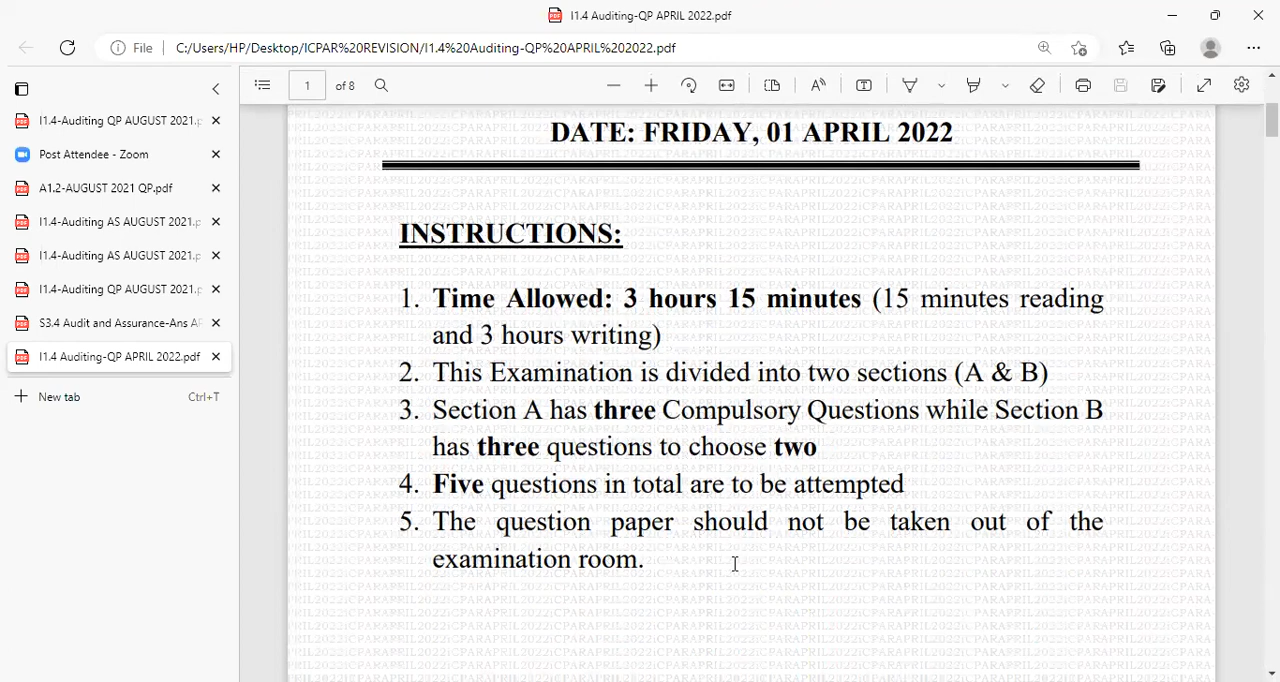 I1.4 Auditing-QP APRIL 2022.pdf
File
C:/Users/HP/Desktop/ICPAR%20REVISION/I1.4%20Auditing-QP%20APRIL%202022.pdf
1 of 8
I1.4-Auditing QP AUGUST 2021.p
Post Attendee - Zoom
A1.2-AUGUST 2021 QP.pdf
I1.4-Auditing AS AUGUST 2021.p
I1.4-Auditing AS AUGUST 2021.p
I1.4-Auditing QP AUGUST 2021.p
S3.4 Audit and Assurance-Ans AP
I1.4 Auditing-QP APRIL 2022.pdf
New tab Ctrl+T
DATE: FRIDAY, 01 APRIL 2022
INSTRUCTIONS:
1. Time Allowed: 3 hours 15 minutes (15 minutes reading
and 3 hours writing)
2. This Examination is divided into two sections (A & B)
3. Section A has three Compulsory Questions while Section B
has three questions to choose two
4. Five questions in total are to be attempted
5. The question paper should not be taken out of the
examination room.